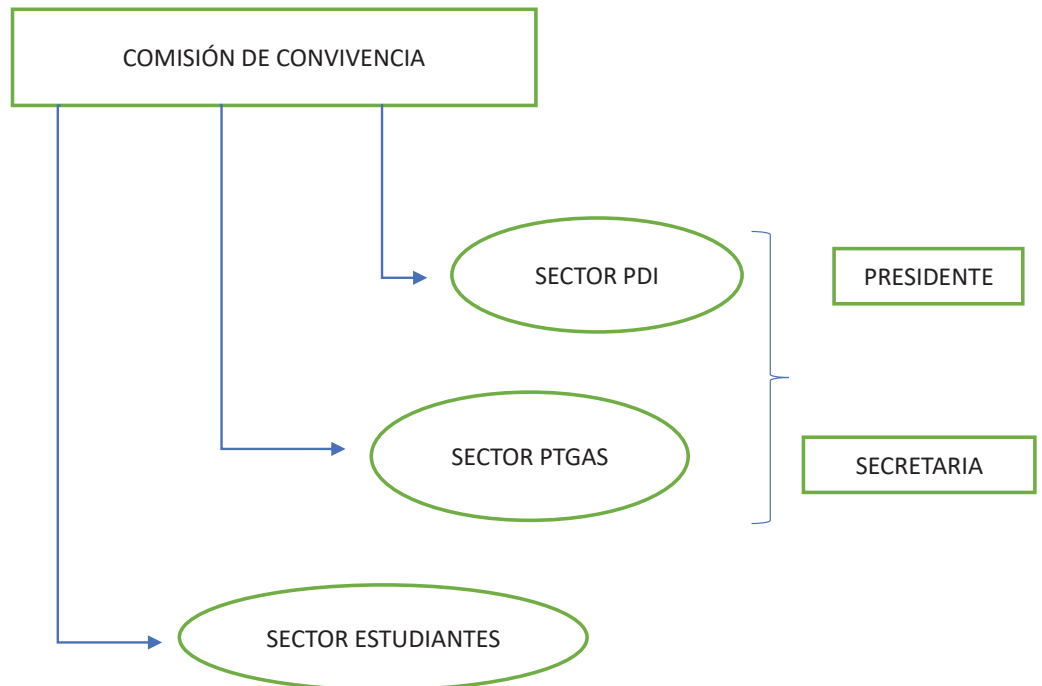 COMISIÓN DE CONVIVENCIA
SECTOR PDI
PRESIDENTE
SECTOR PTGAS
SECRETARIA
SECTOR ESTUDIANTES